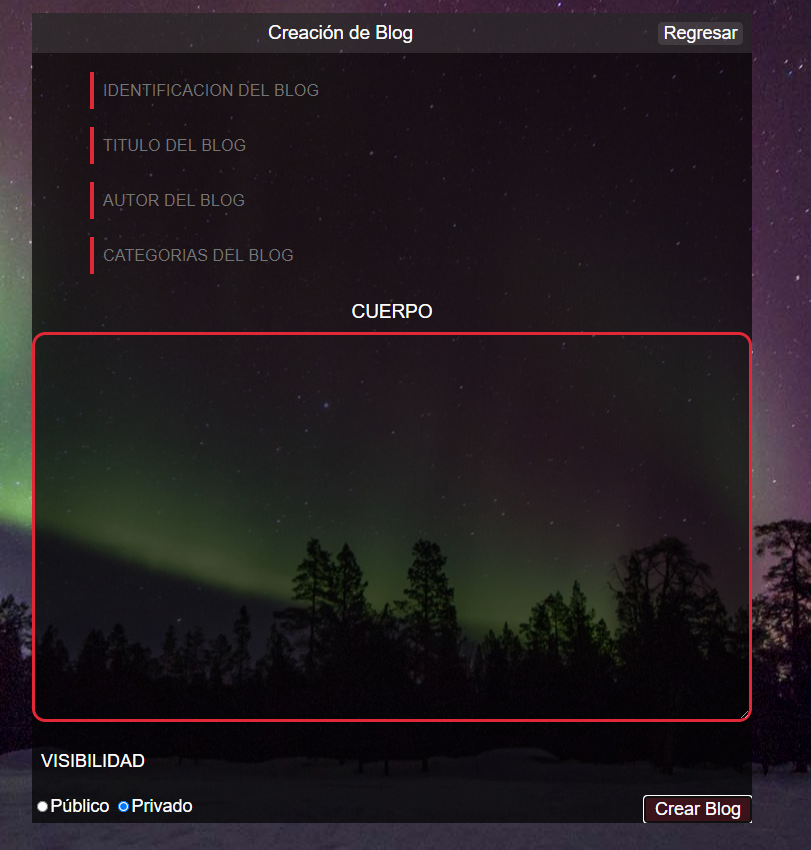 Creación de Blog Regresar
IDENTIFICACION DEL BLOG
TITULO DEL BLOG
AUTOR DEL BLOG
CATEGORIAS DEL BLOG
CUERPO
VISIBILIDAD
Público Privado Crear Blog